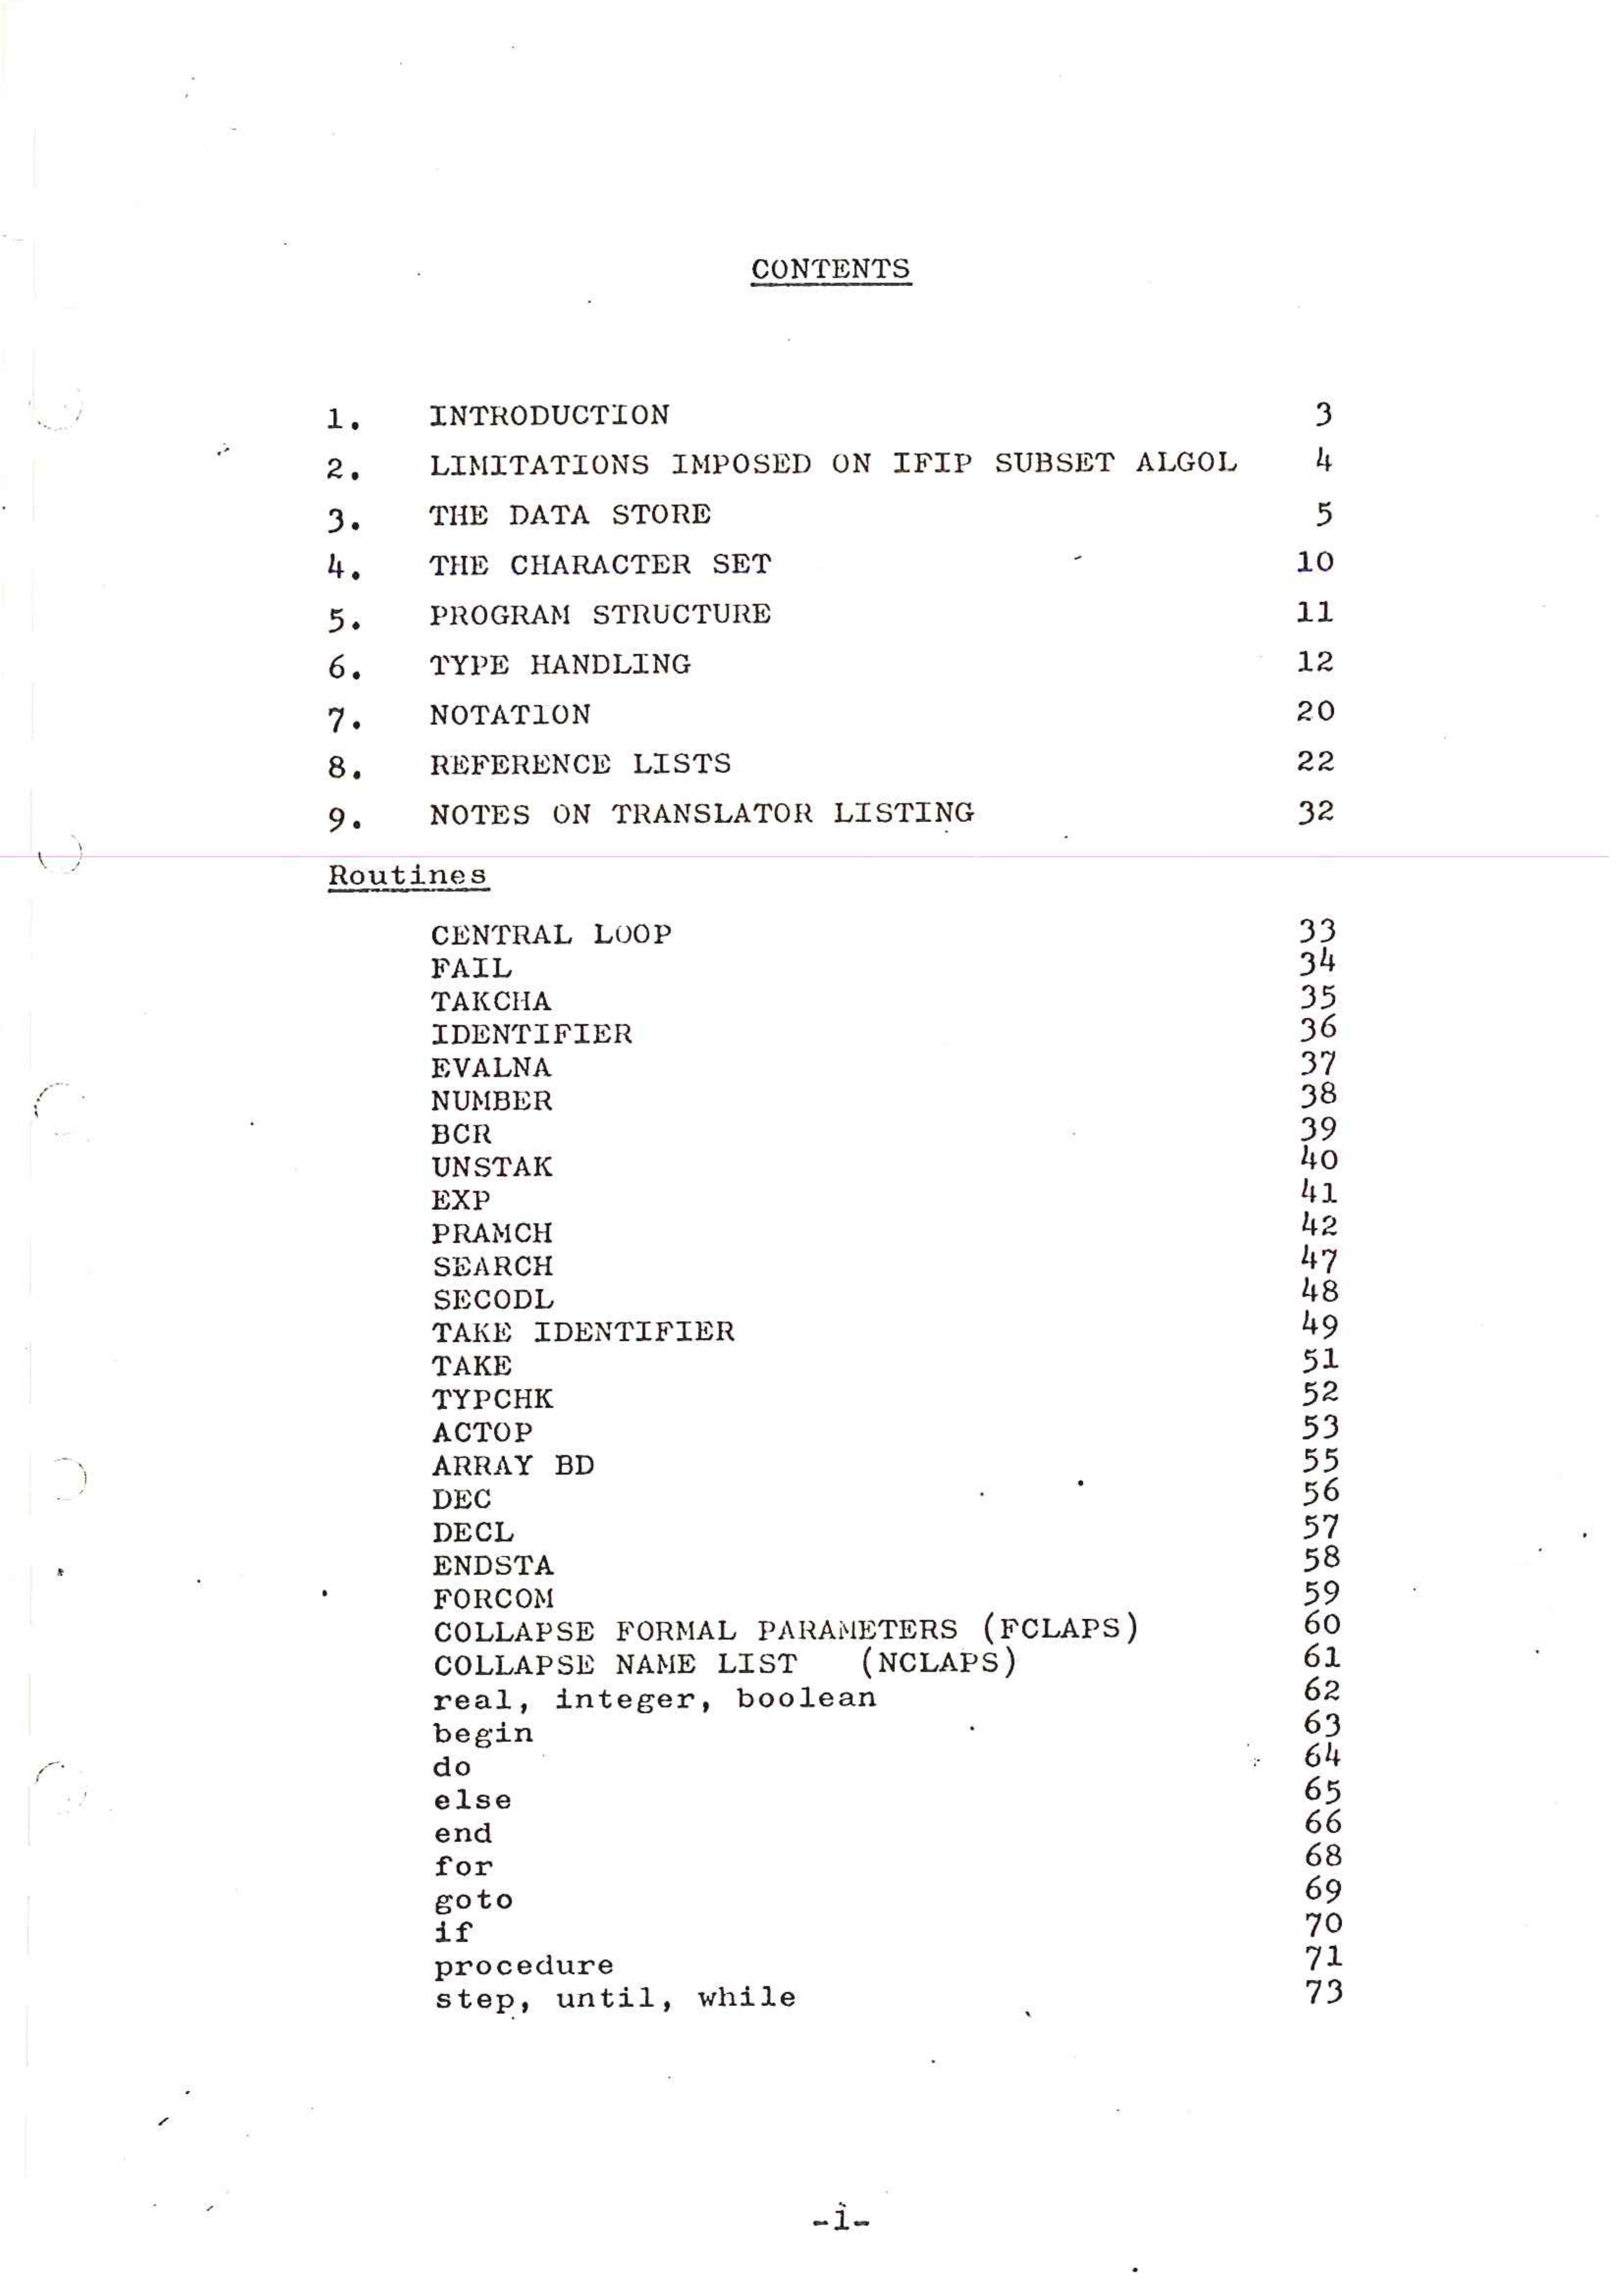 CONTENTS
1. INTRODUCTION 3
2. LIMITATIONS IMPOSED ON IFIP SUBSET ALGOL 4
3. THE DATA STORE 5
4. THE CHARACTER SET 10
5. PROGRAM STRUCTURE 11
6. TYPE HANDLING 12
7. NOTATION 20
8. REFERENCE LISTS 22
9. NOTES ON TRANSLATOR LISTING 32
Routines
CENTRAL LOOP 33
FAIL 34
TAKCHA 35
IDENTIFIER 36
EVALNA 37
NUMBER 38
BCR 39
UNSTAK 40
EXP 41
PRAMCH 42
SEARCH 47
SECODL 48
TAKE IDENTIFIER 49
TAKE 51
TYPCHK 52
ACTOP 53
ARRAY BD 55
DEC 56
DECL 57
ENDSTA 58
FORCOM 59
COLLAPSE FORMAL PARAMETERS (FCLAPS) 60
COLLAPSE NAME LIST (NCLAPS) 61
real, integer, boolean 62
begin 63
do 64
else 65
end 66
for 68
goto 69
if 70
procedure 71
step, until, while 73
-i-